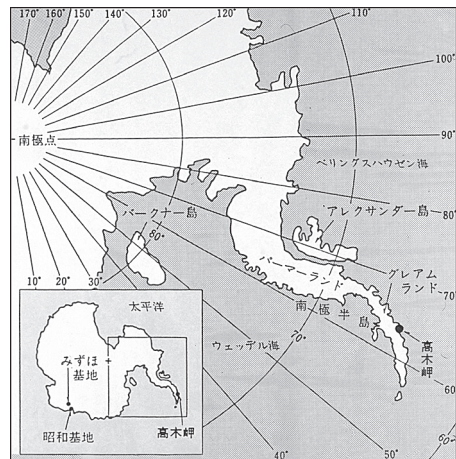 170°
160°
150°
140°
130°
120°
110°
100°
90°
80°
70°
60°
50°
40°
30°
20°
10°
南極点
ベリングスハウゼン海
アレクサンダー島
バークナー島
80°
パーマーランド
グレアム
ランド
南極半島
70°
高木岬
ウェッデル海
60°
太平洋
みずほ
基地
昭和基地
高木岬